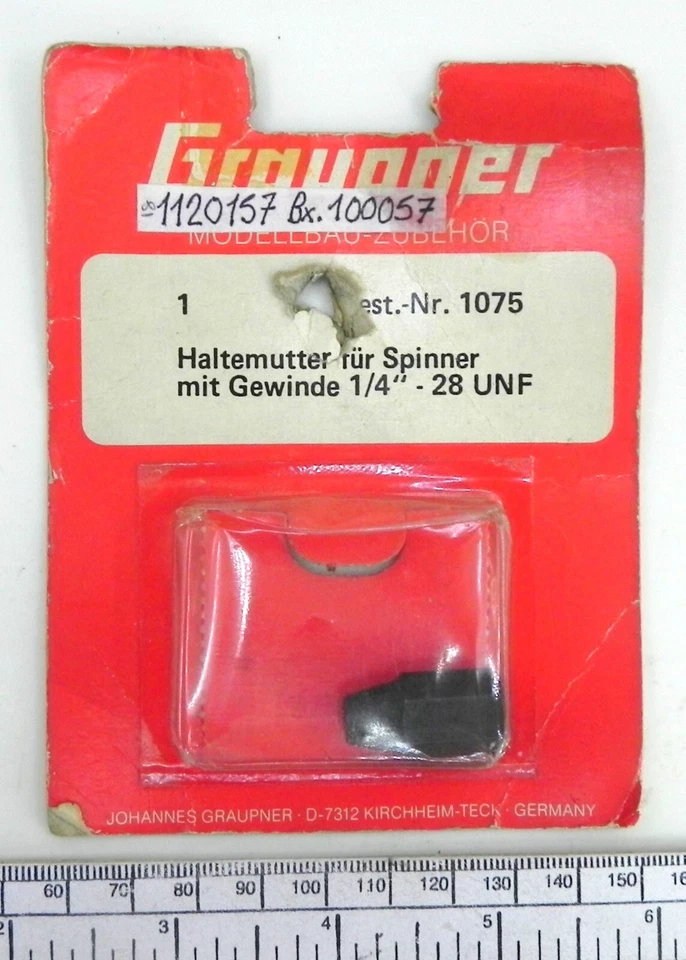 Graupner
1120157 Bx.100057
MODELLBAU-ZUBEHÖR
1 est.-Nr. 1075
Haltemutter für Spinner
mit Gewinde 1/4" - 28 UNF
JOHANNES GRAUPNER · D-7312 KIRCHHEIM-TECK · GERMANY
60 70 80 90 100 110 120 130 140 150
3 4 5 6